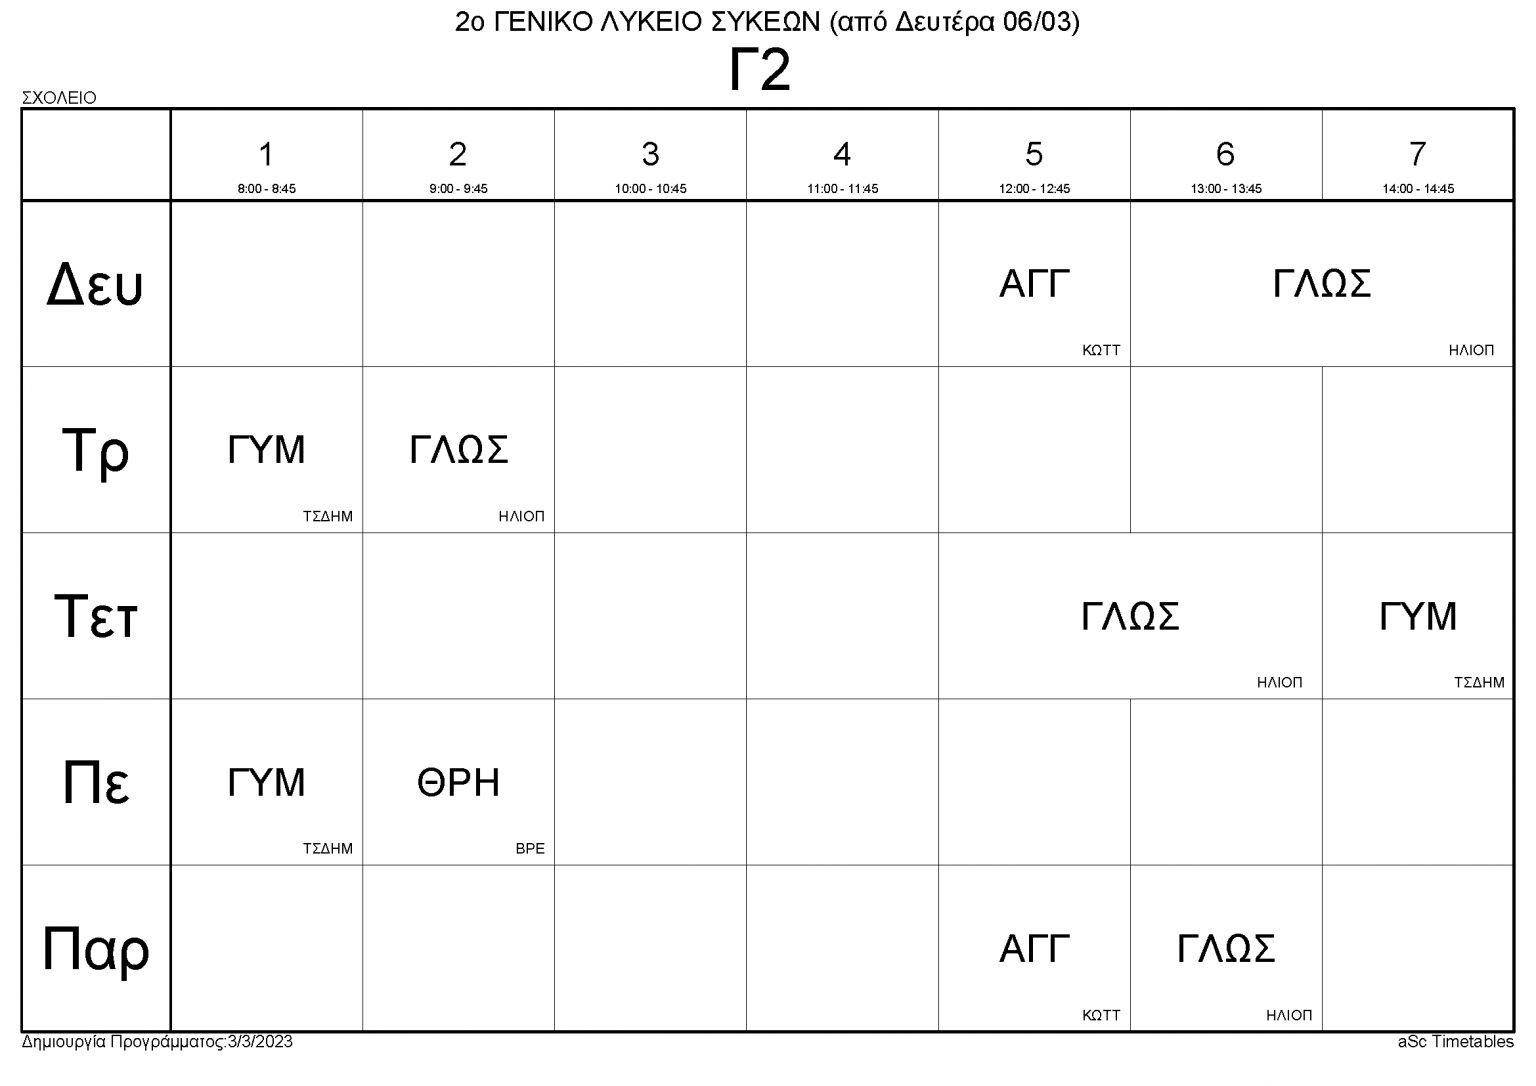 2ο ΓΕΝΙΚΟ ΛΥΚΕΙΟ ΣΥΚΕΩΝ (από Δευτέρα 06/03)
Γ2
ΣΧΟΛΕΙΟ
1 2 3 4 5 6 7
8:00 - 8:45 9:00 - 9:45 10:00 - 10:45 11:00 - 11:45 12:00 - 12:45 13:00 - 13:45 14:00 - 14:45
Δευ ΑΓΓ ΓΛΩΣ
ΚΩΤΤ ΗΛΙΟΠ
Τρ ΓΥΜ ΓΛΩΣ
ΤΣΔΗΜ ΗΛΙΟΠ
Τετ ΓΛΩΣ ΓΥΜ
ΗΛΙΟΠ ΤΣΔΗΜ
Πε ΓΥΜ ΘΡΗ
ΤΣΔΗΜ ΒΡΕ
Παρ ΑΓΓ ΓΛΩΣ
ΚΩΤΤ ΗΛΙΟΠ
Δημιουργία Προγράμματος:3/3/2023 aSc Timetables